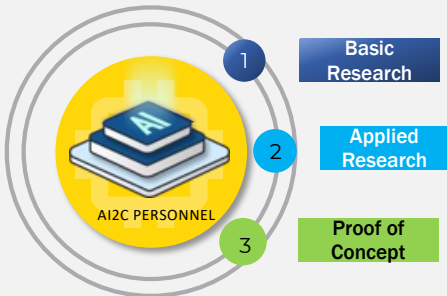 1
Basic
Research
AI
2
Applied
Research
AI2C PERSONNEL
3
Proof of
Concept